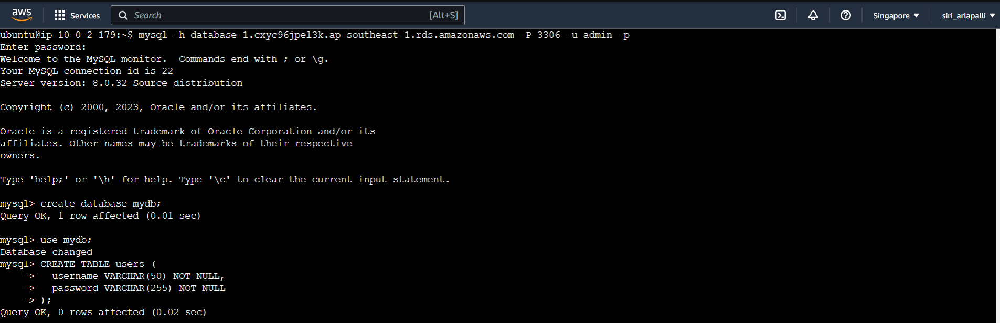 aws Services Search [Alt+S] Singapore ▼ siri_arlapalli ▼
ubuntu@ip-10-0-2-179:~$ mysql -h database-1.cxyc96jpel3k.ap-southeast-1.rds.amazonaws.com -P 3306 -u admin -p
Enter password:
Welcome to the MySQL monitor.  Commands end with ; or \g.
Your MySQL connection id is 22
Server version: 8.0.32 Source distribution
Copyright (c) 2000, 2023, Oracle and/or its affiliates.
Oracle is a registered trademark of Oracle Corporation and/or its
affiliates. Other names may be trademarks of their respective
owners.
Type 'help;' or '\h' for help. Type '\c' to clear the current input statement.
mysql> create database mydb;
Query OK, 1 row affected (0.01 sec)
mysql> use mydb;
Database changed
mysql> CREATE TABLE users (
    ->   username VARCHAR(50) NOT NULL,
    ->   password VARCHAR(255) NOT NULL
    -> );
Query OK, 0 rows affected (0.02 sec)